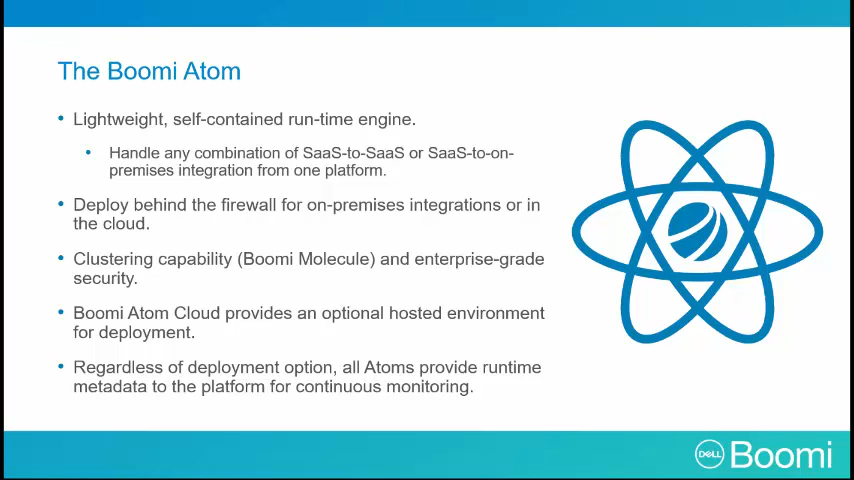 The Boomi Atom
• Lightweight, self-contained run-time engine.
• Handle any combination of SaaS-to-SaaS or SaaS-to-on-
premises integration from one platform.
• Deploy behind the firewall for on-premises integrations or in
the cloud.
• Clustering capability (Boomi Molecule) and enterprise-grade
security.
• Boomi Atom Cloud provides an optional hosted environment
for deployment.
• Regardless of deployment option, all Atoms provide runtime
metadata to the platform for continuous monitoring.
DELL Boomi